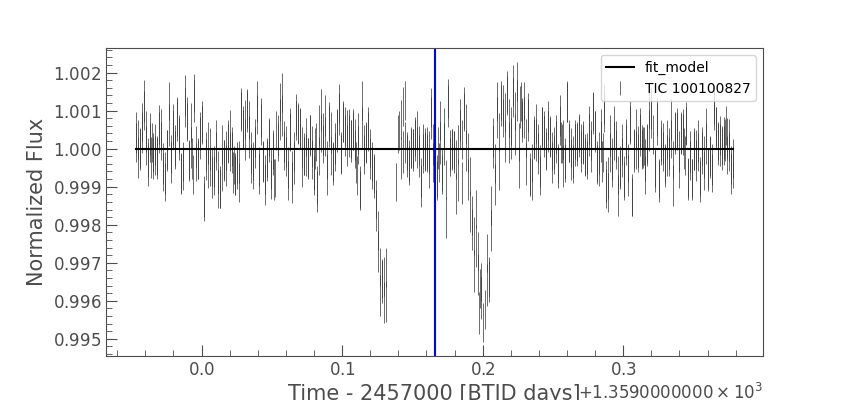 fit_model
TIC 100100827
1.002
1.001
1.000
0.999
0.998
0.997
0.996
0.995
Normalized Flux
0.0 0.1 0.2 0.3
Time - 2457000 [BTJD days]
+1.3590000000 × 10³